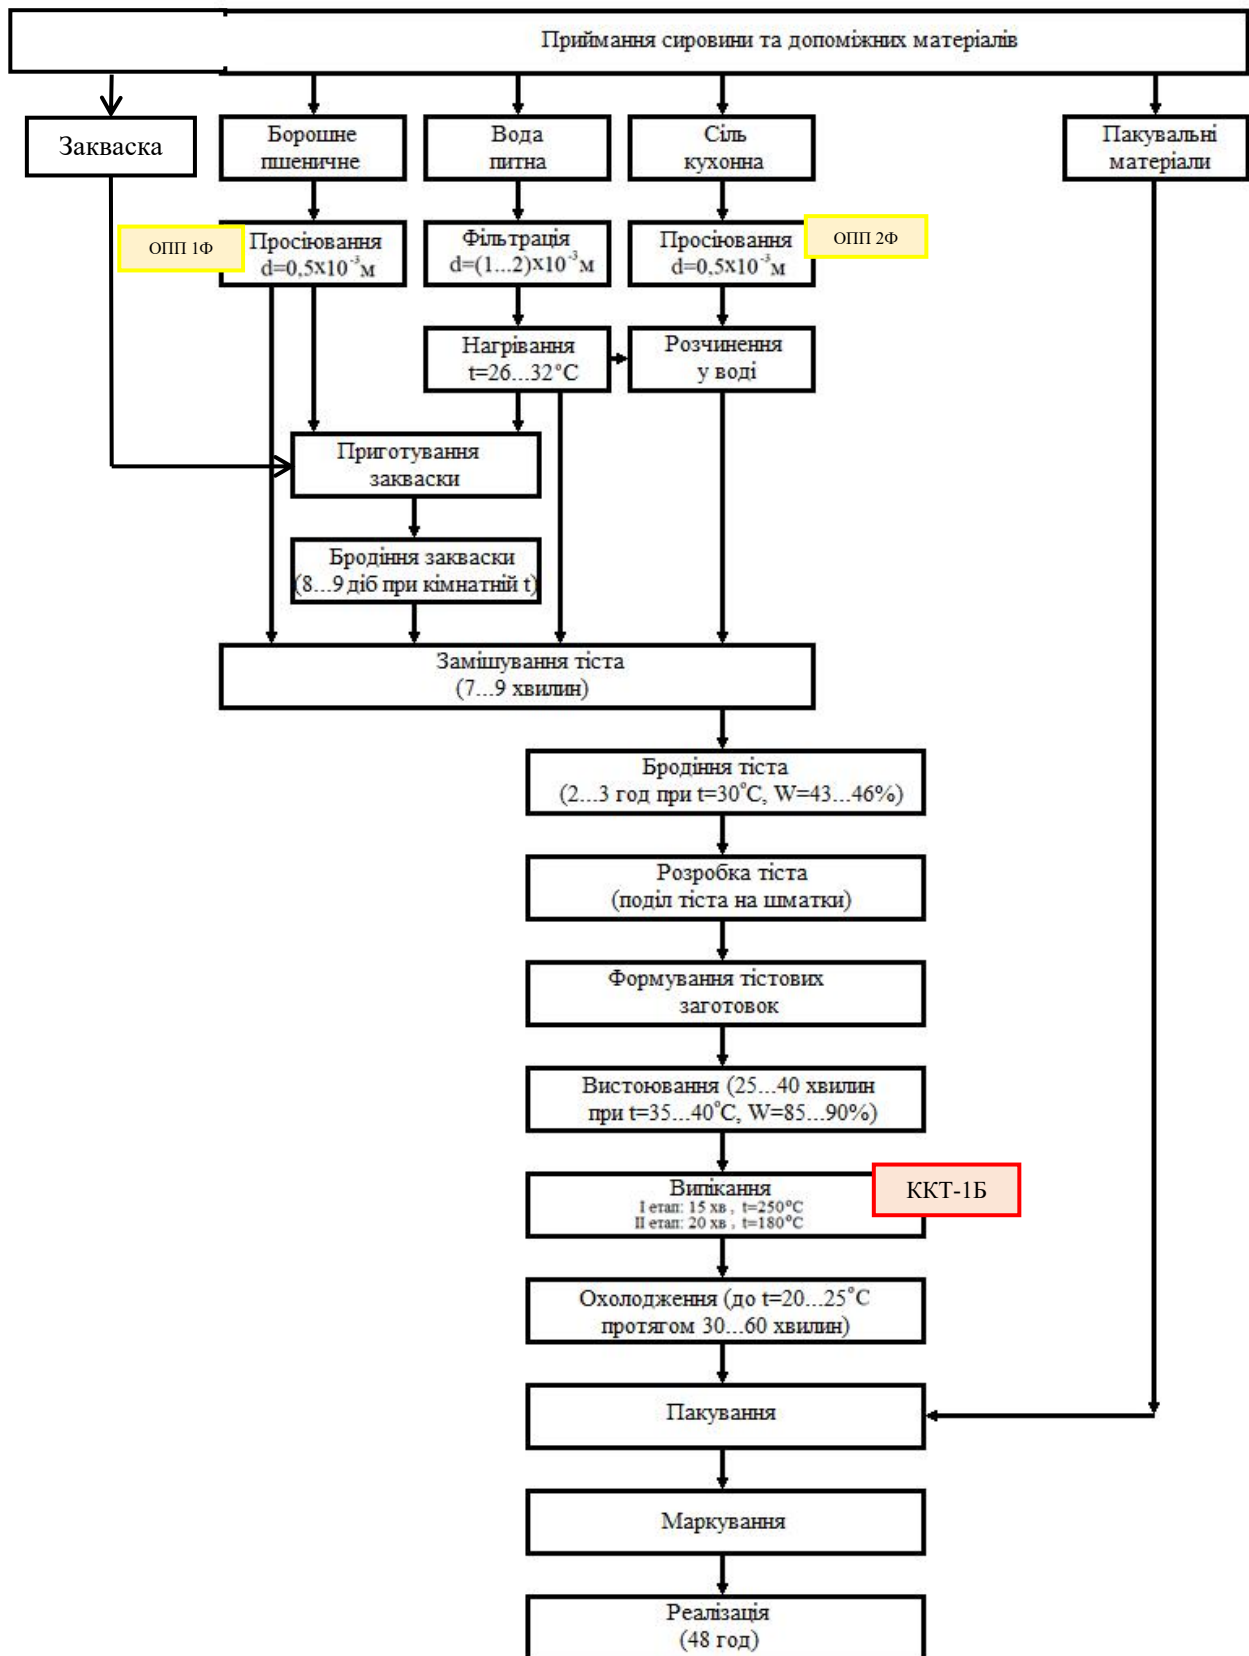 Приймання сировини та допоміжних матеріалів
Закваска
Борошне
пшеничне
Вода
питна
Сіль
кухонна
Пакувальні
матеріали
ОПП 1Ф
Просіювання
d=0,5x10⁻³м
Фільтрація
d=(1...2)x10⁻³м
Просіювання
d=0,5x10⁻³м
ОПП 2Ф
Нагрівання
t=26...32°C
Розчинення
у воді
Приготування
закваски
Бродіння закваски
(8...9 діб при кімнатній t)
Замішування тіста
(7...9 хвилин)
Бродіння тіста
(2...3 год при t=30°C, W=43...46%)
Розробка тіста
(поділ тіста на шматки)
Формування тістових
заготовок
Вистоювання (25...40 хвилин
при t=35...40°C, W=85...90%)
Випікання
I етап: 15 хв , t=250°C
II етап: 20 хв , t=180°C
ККТ-1Б
Охолодження (до t=20...25°C
протягом 30...60 хвилин)
Пакування
Маркування
Реалізація
(48 год)